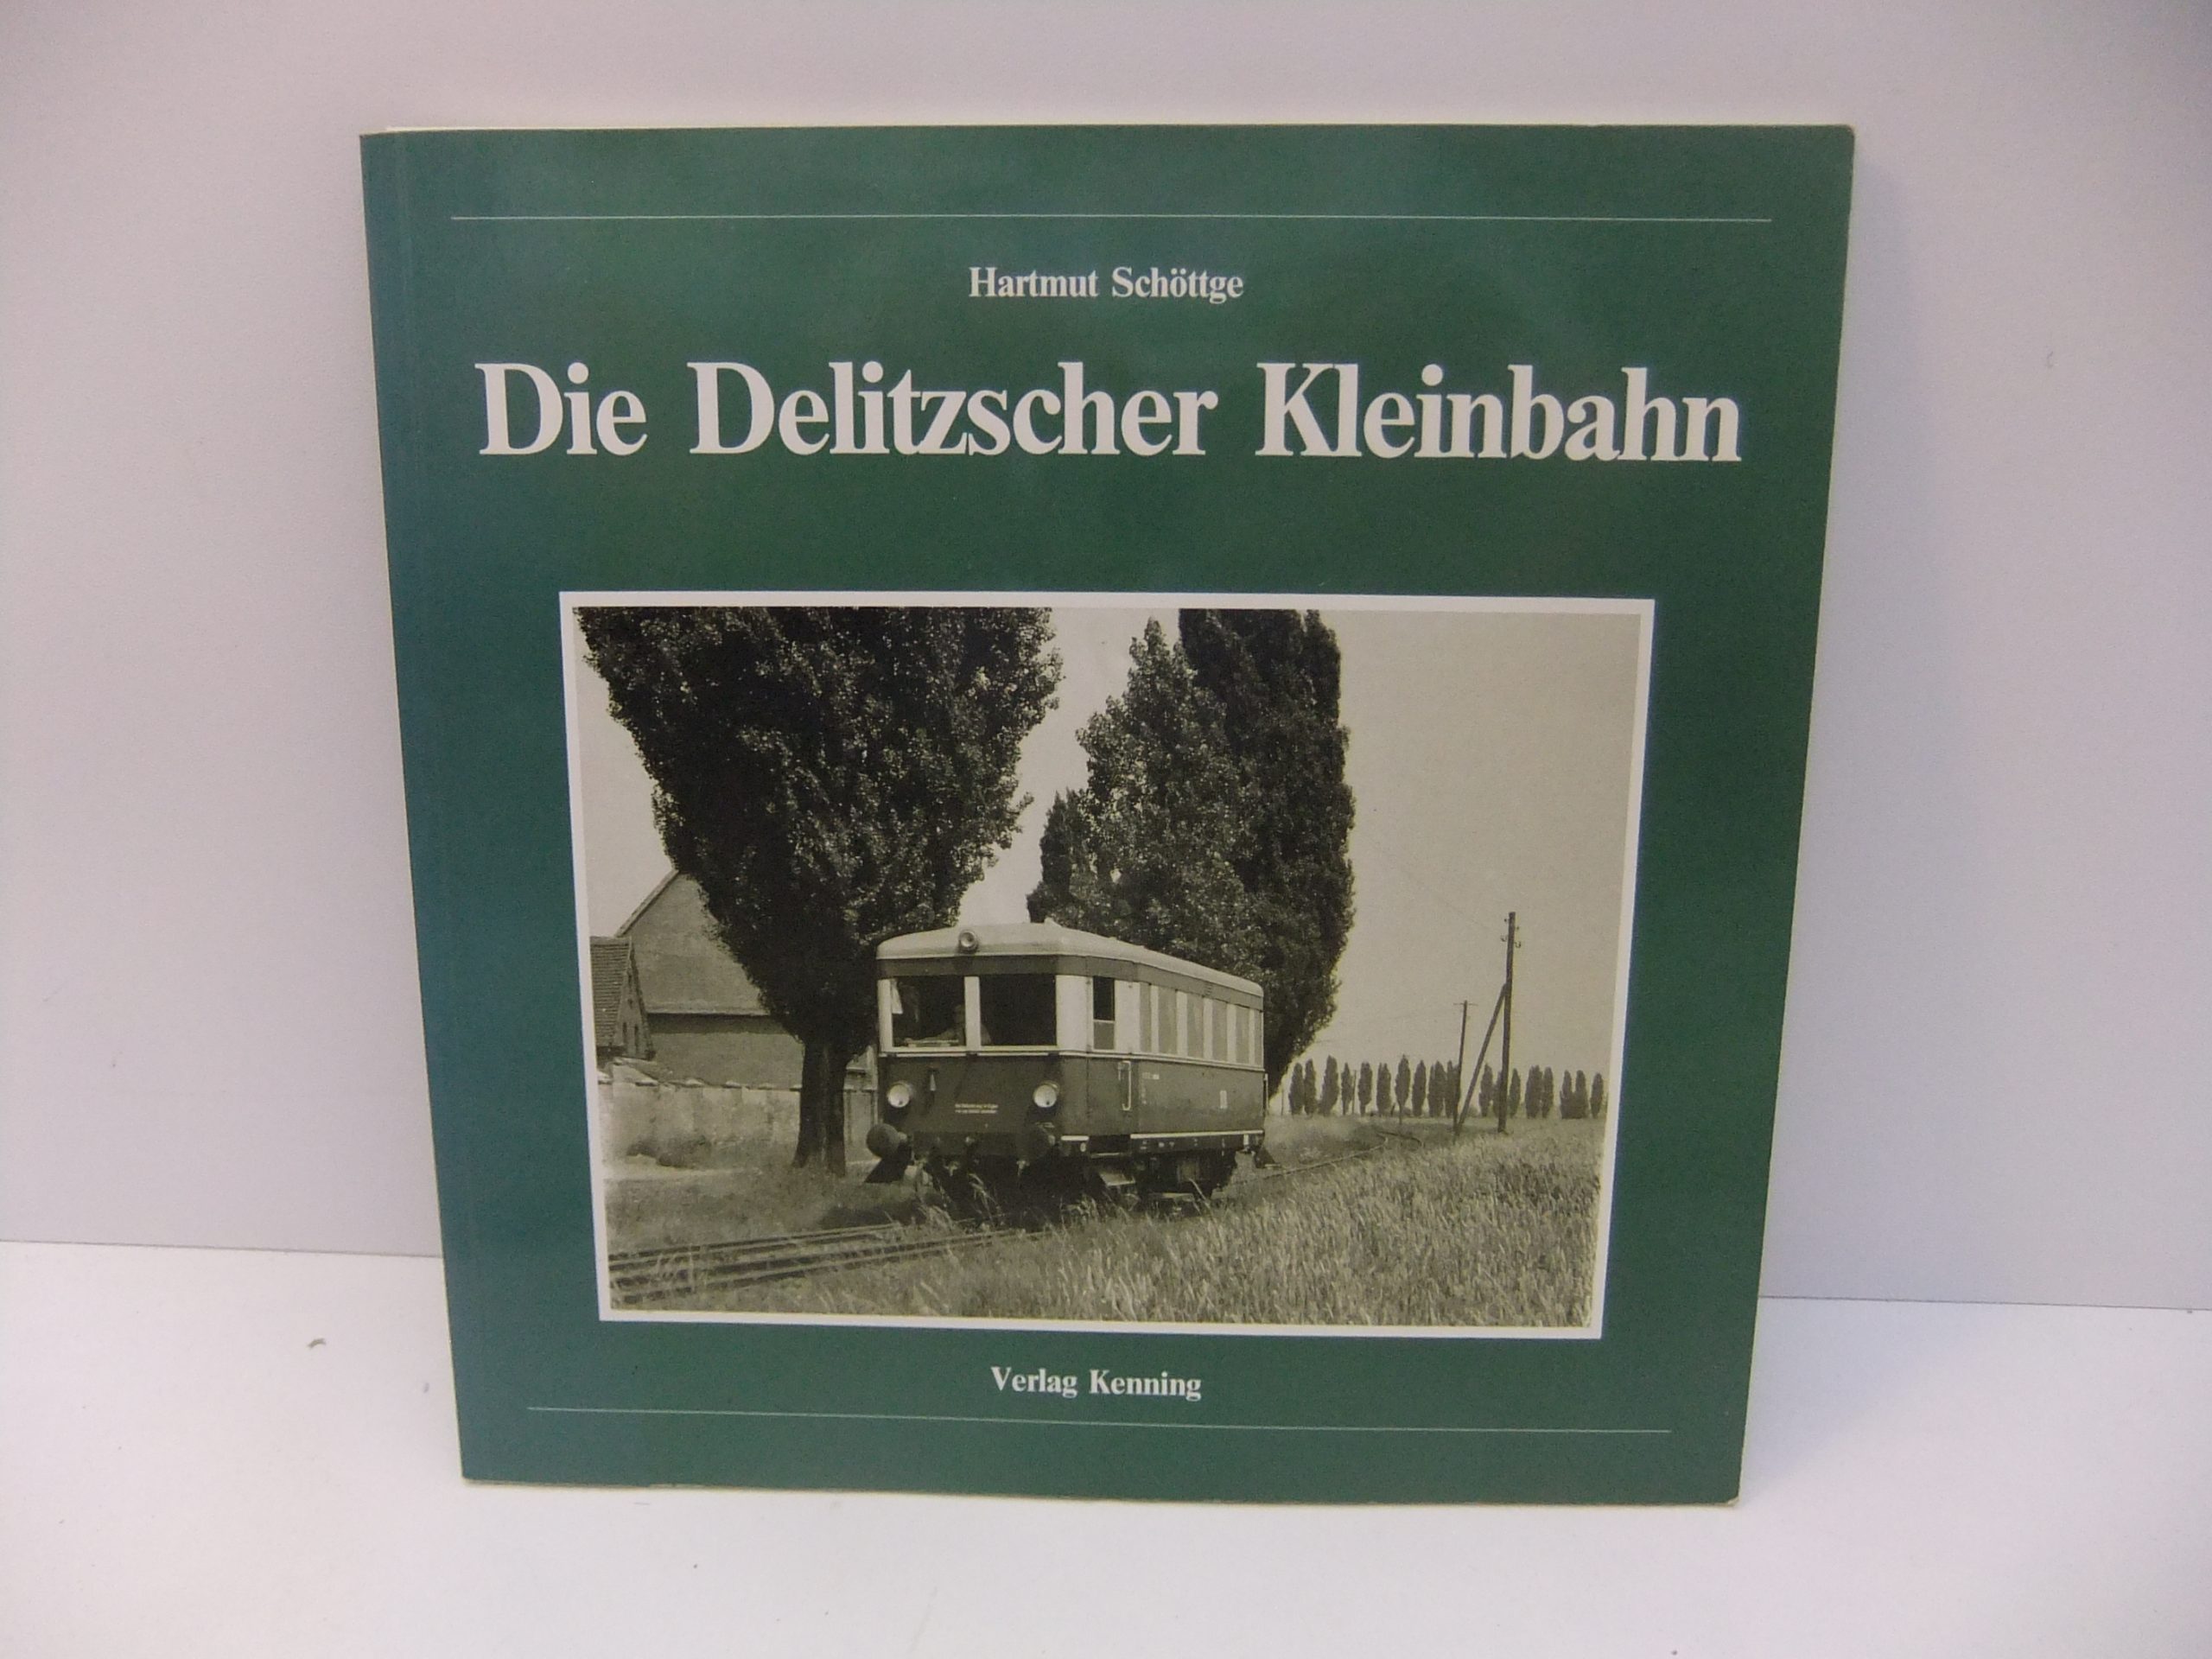 Hartmut Schöttge
Die Delitzscher Kleinbahn
Verlag Kenning